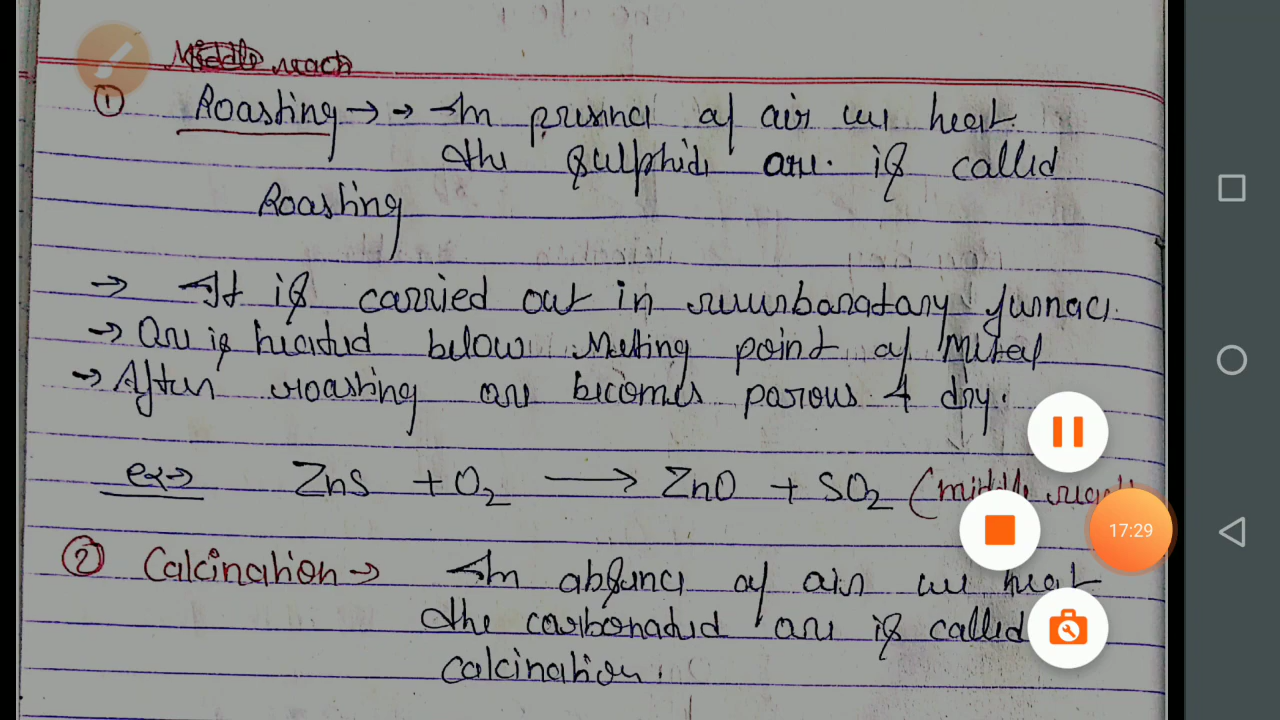 Middle reach
① Roasting → → In presence of air we heat
the sulphide ore. is called
Roasting
→ It is carried out in reverberatory furnace.
→ Ore is heated below melting point of metal
→ After roasting ore becomes porous & dry.
ex→ ZnS + O₂ ⟶ ZnO + SO₂ (middle
② Calcination → In absence of air we heat
the carbonated ore is called
calcination.
17:29